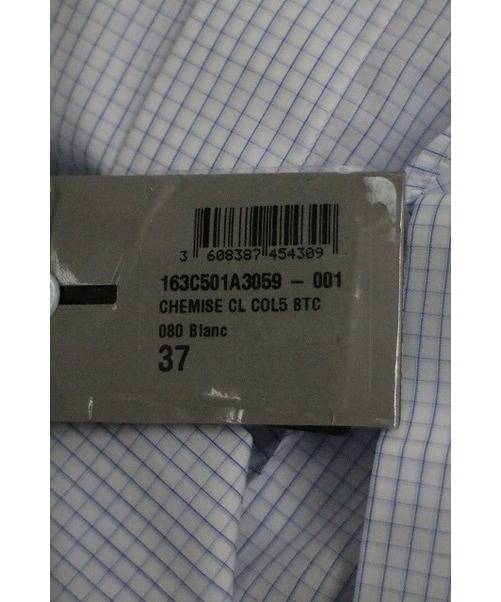 3 608387 454309
163C501A3059 - 001
CHEMISE CL COL5 BTC
080 Blanc
37